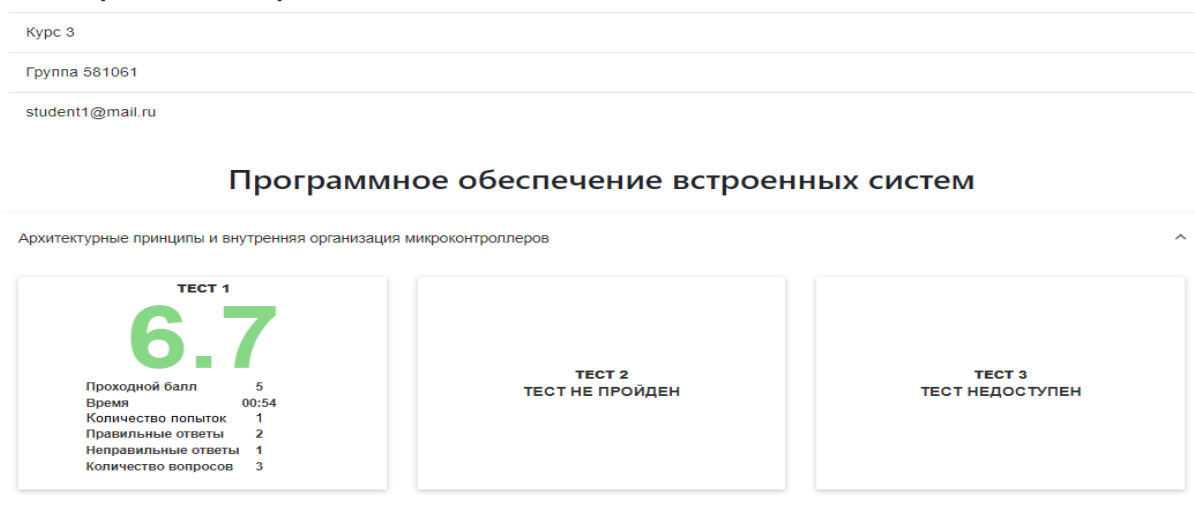 Курс 3
Группа 581061
student1@mail.ru
Программное обеспечение встроенных систем
Архитектурные принципы и внутренняя организация микроконтроллеров
ТЕСТ 1
6.7
Проходной балл 5
Время 00:54
Количество попыток 1
Правильные ответы 2
Неправильные ответы 1
Количество вопросов 3
ТЕСТ 2
ТЕСТ НЕ ПРОЙДЕН
ТЕСТ 3
ТЕСТ НЕДОСТУПЕН